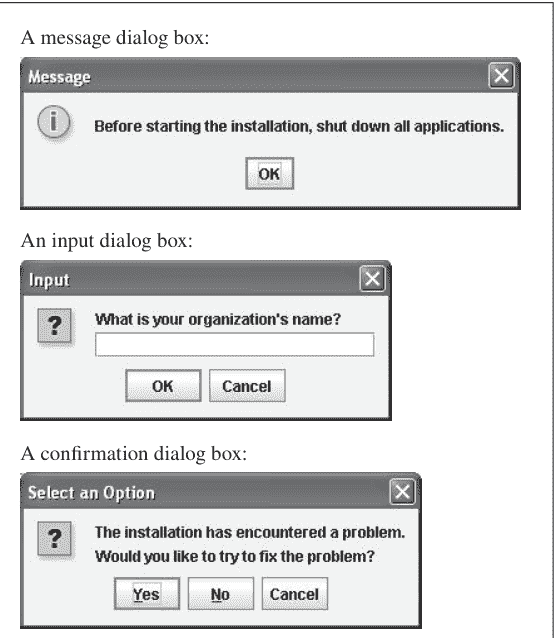 A message dialog box:
Message
i
Before starting the installation, shut down all applications.
OK
An input dialog box:
Input
?
What is your organization's name?
OK Cancel
A confirmation dialog box:
Select an Option
?
The installation has encountered a problem.
Would you like to try to fix the problem?
Yes No Cancel